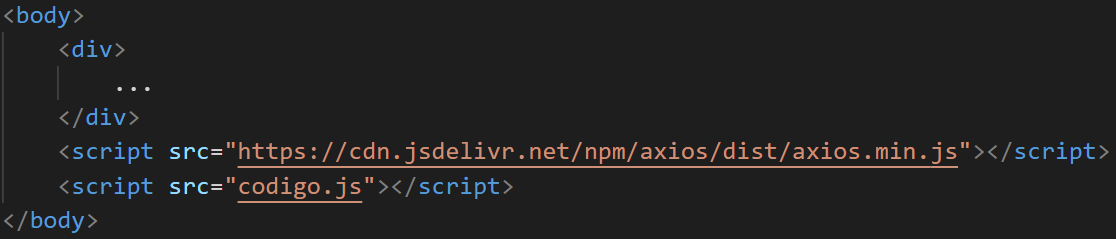 <body>
    <div>
        ...
    </div>
    <script src="https://cdn.jsdelivr.net/npm/axios/dist/axios.min.js"></script>
    <script src="codigo.js"></script>
</body>